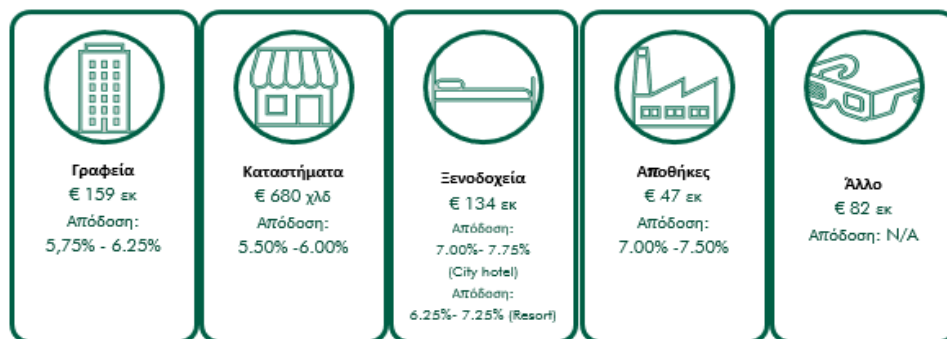 Γραφεία
€ 159 εκ
Απόδοση:
5,75% - 6.25%
Καταστήματα
€ 680 χλδ
Απόδοση:
5.50% -6.00%
Ξενοδοχεία
€ 134 εκ
Απόδοση:
7.00%- 7.75%
(City hotel)
Απόδοση:
6.25%- 7.25% (Resort)
Αποθήκες
€ 47 εκ
Απόδοση:
7.00% -7.50%
Άλλο
€ 82 εκ
Απόδοση: N/A